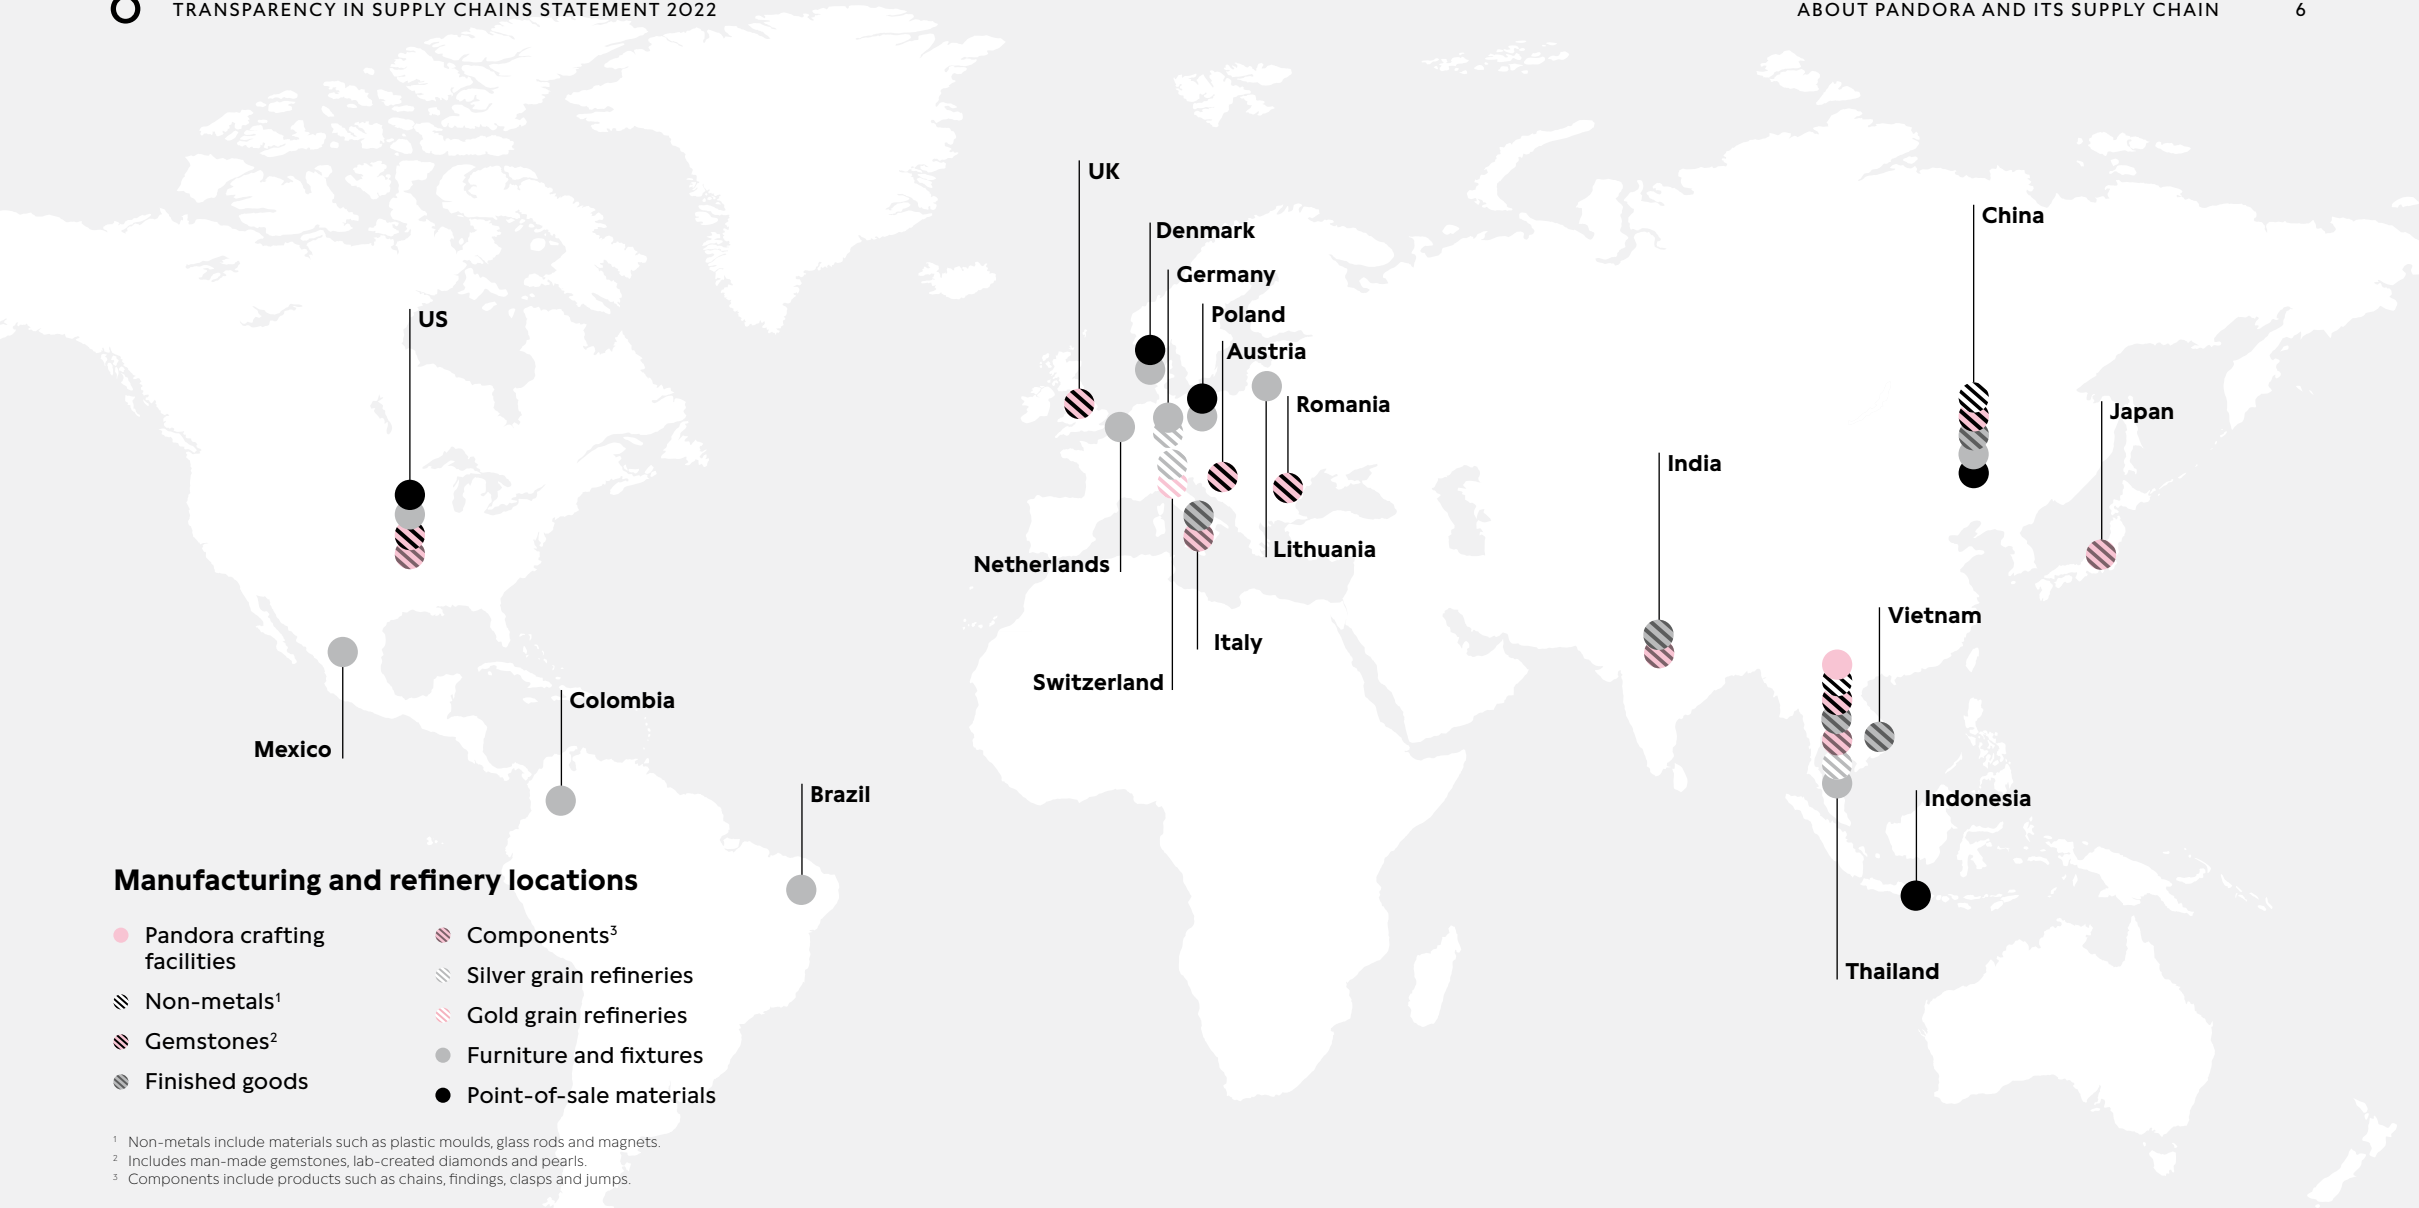 TRANSPARENCY IN SUPPLY CHAINS STATEMENT 2022
ABOUT PANDORA AND ITS SUPPLY CHAIN 6
UK
Denmark
Germany
Poland
Austria
Romania
China
Japan
US
India
Netherlands
Lithuania
Italy
Switzerland
Vietnam
Colombia
Mexico
Brazil
Indonesia
Thailand
Manufacturing and refinery locations
Pandora crafting
facilities
Non-metals¹
Gemstones²
Finished goods
Components³
Silver grain refineries
Gold grain refineries
Furniture and fixtures
Point-of-sale materials
¹ Non-metals include materials such as plastic moulds, glass rods and magnets.
² Includes man-made gemstones, lab-created diamonds and pearls.
³ Components include products such as chains, findings, clasps and jumps.